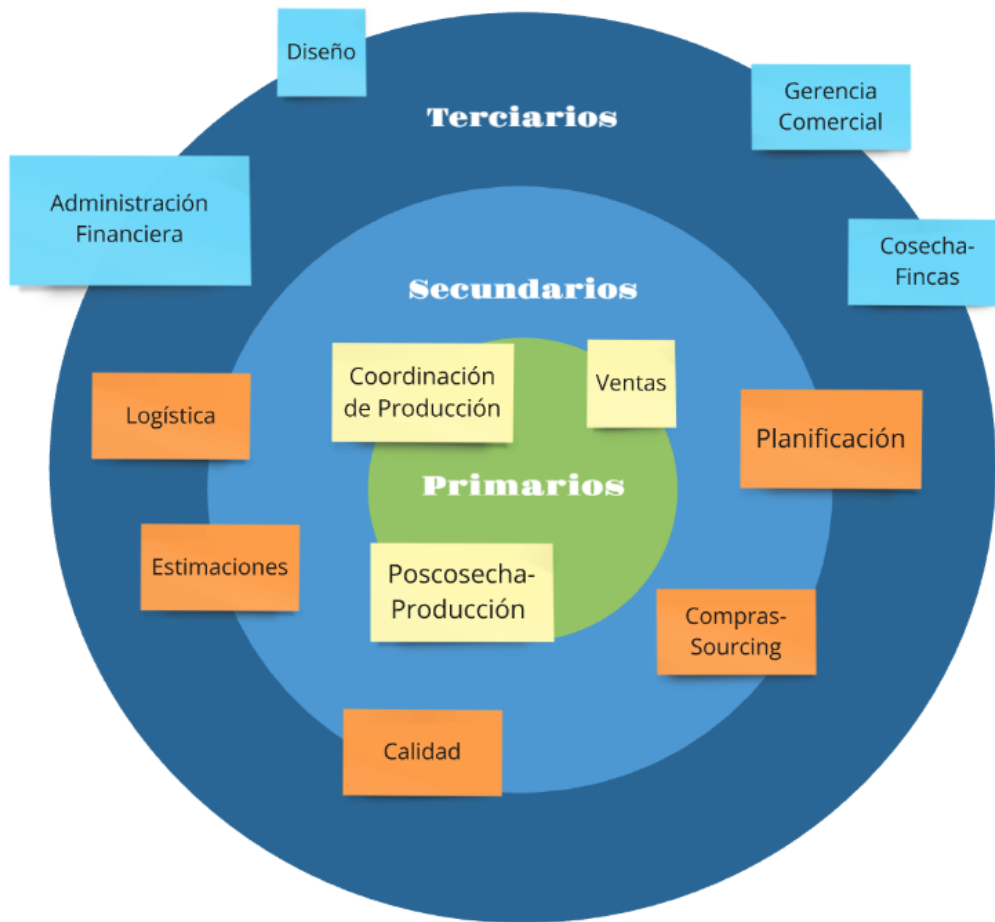 Diseño
Terciarios
Gerencia
Comercial
Administración
Financiera
Cosecha-
Fincas
Secundarios
Coordinación
de Producción
Ventas
Logística
Planificación
Primarios
Estimaciones
Poscosecha-
Producción
Compras-
Sourcing
Calidad